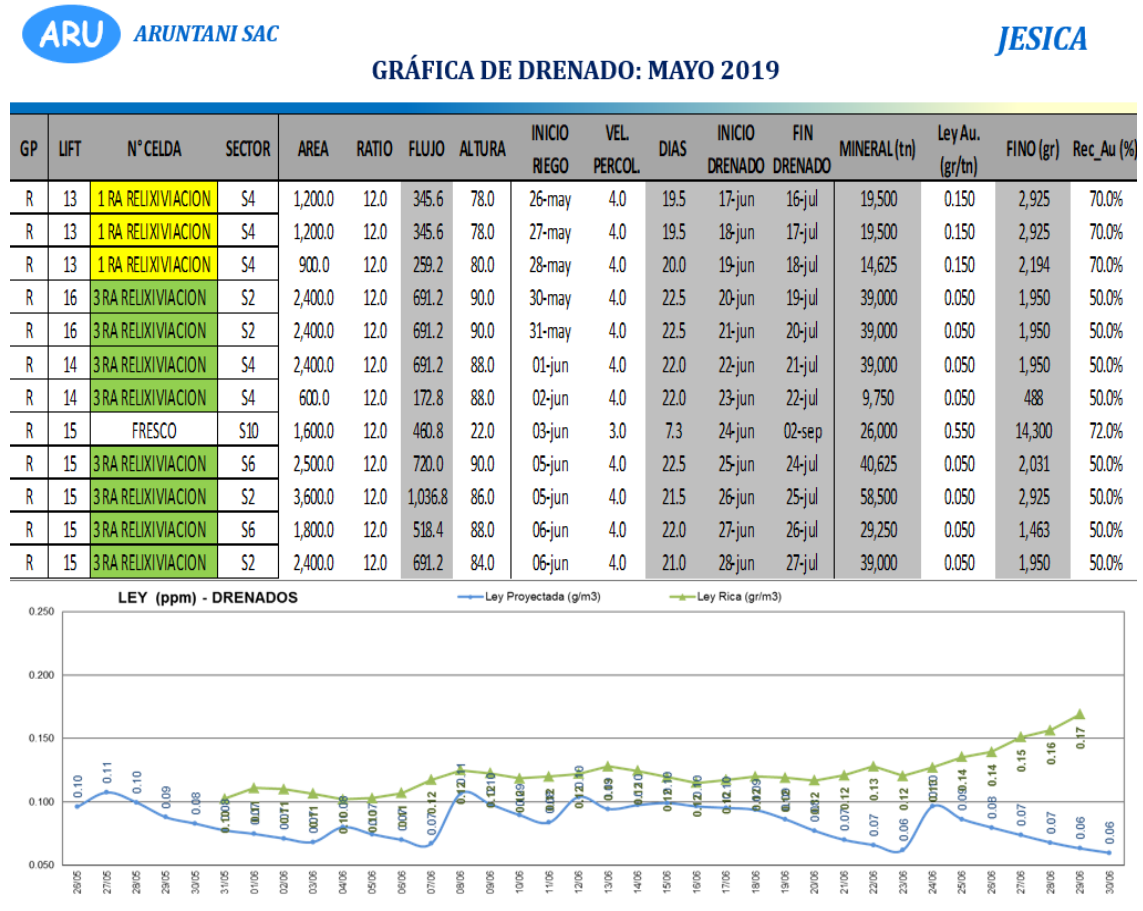 ARU ARUNTANI SAC
JESICA
GRÁFICA DE DRENADO: MAYO 2019
GP LIFT N° CELDA SECTOR AREA RATIO FLUJO ALTURA INICIO RIEGO VEL. PERCOL. DIAS INICIO DRENADO FIN DRENADO MINERAL (tn) Ley Au. (gr/tn) FINO (gr) Rec_Au (%)
R 13 1 RA RELIXIVIACION S4 1,200.0 12.0 345.6 78.0 26-may 4.0 19.5 17-jun 16-jul 19,500 0.150 2,925 70.0%
R 13 1 RA RELIXIVIACION S4 1,200.0 12.0 345.6 78.0 27-may 4.0 19.5 18-jun 17-jul 19,500 0.150 2,925 70.0%
R 13 1 RA RELIXIVIACION S4 900.0 12.0 259.2 80.0 28-may 4.0 20.0 19-jun 18-jul 14,625 0.150 2,194 70.0%
R 16 3 RA RELIXIVIACION S2 2,400.0 12.0 691.2 90.0 30-may 4.0 22.5 20-jun 19-jul 39,000 0.050 1,950 50.0%
R 16 3 RA RELIXIVIACION S2 2,400.0 12.0 691.2 90.0 31-may 4.0 22.5 21-jun 20-jul 39,000 0.050 1,950 50.0%
R 14 3 RA RELIXIVIACION S4 2,400.0 12.0 691.2 88.0 01-jun 4.0 22.0 22-jun 21-jul 39,000 0.050 1,950 50.0%
R 14 3 RA RELIXIVIACION S4 600.0 12.0 172.8 88.0 02-jun 4.0 22.0 23-jun 22-jul 9,750 0.050 488 50.0%
R 15 FRESCO S10 1,600.0 12.0 460.8 22.0 03-jun 3.0 7.3 24-jun 02-sep 26,000 0.550 14,300 72.0%
R 15 3 RA RELIXIVIACION S6 2,500.0 12.0 720.0 90.0 05-jun 4.0 22.5 25-jun 24-jul 40,625 0.050 2,031 50.0%
R 15 3 RA RELIXIVIACION S2 3,600.0 12.0 1,036.8 86.0 05-jun 4.0 21.5 26-jun 25-jul 58,500 0.050 2,925 50.0%
R 15 3 RA RELIXIVIACION S6 1,800.0 12.0 518.4 88.0 06-jun 4.0 22.0 27-jun 26-jul 29,250 0.050 1,463 50.0%
R 15 3 RA RELIXIVIACION S2 2,400.0 12.0 691.2 84.0 06-jun 4.0 21.0 28-jun 27-jul 39,000 0.050 1,950 50.0%
LEY (ppm) - DRENADOS
Ley Proyectada (g/m3) Ley Rica (gr/m3)
0.250
0.200
0.150
0.100
0.050
0.10 0.11 0.10 0.09 0.08
0.12 0.13 0.12 0.14 0.14 0.15 0.16 0.17
0.07 0.07 0.06 0.08 0.07 0.07 0.06 0.06
26/05 27/05 28/05 29/05 30/05 31/05 01/06 02/06 03/06 04/06 05/06 06/06 07/06 08/06 09/06 10/06 11/06 12/06 13/06 14/06 15/06 16/06 17/06 18/06 19/06 20/06 21/06 22/06 23/06 24/06 25/06 26/06 27/06 28/06 29/06 30/06